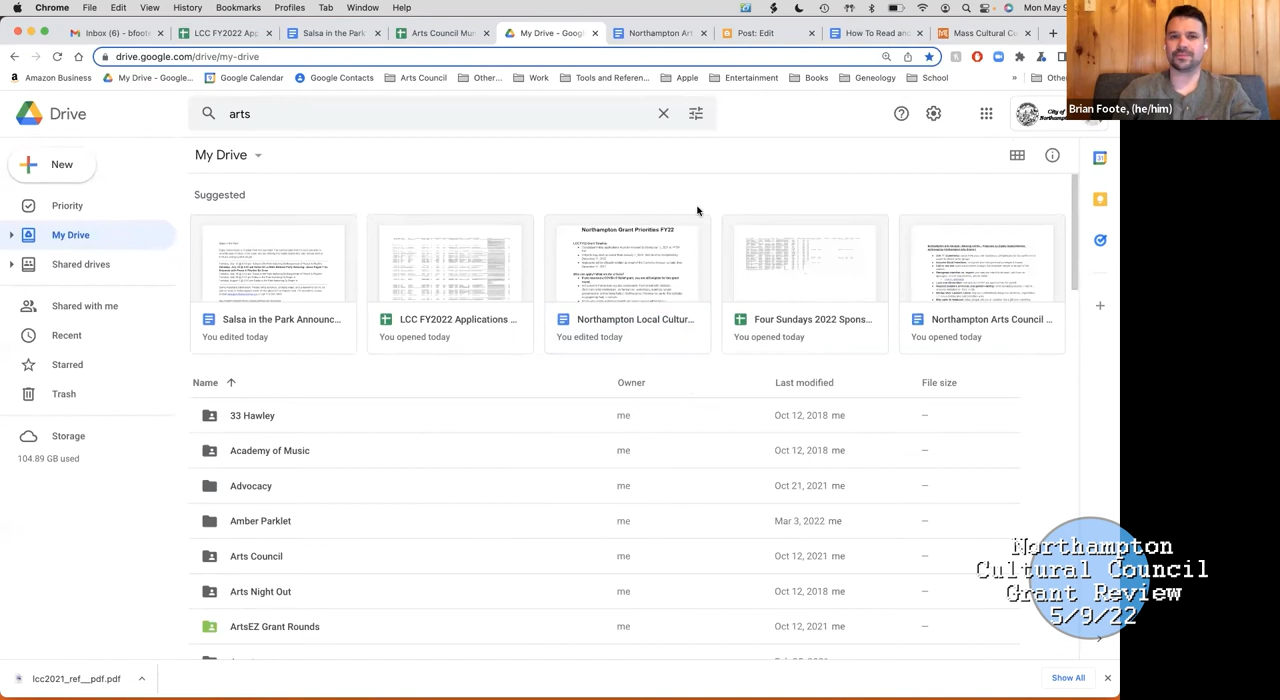 Chrome File Edit View History Bookmarks Profiles Tab Window Help Mon May 9
Inbox (6) - bfoote LCC FY2022 App Salsa in the Park Arts Council Mun My Drive - Goog Northampton Art Post: Edit How To Read and Mass Cultural Co
drive.google.com/drive/my-drive
Amazon Business My Drive - Google... Google Calendar Google Contacts Arts Council Other... Work Tools and Referen... Apple Entertainment Books Geneology School » Othe
Brian Foote, (he/him)
Drive
arts
City of
New
My Drive
Priority
My Drive
Shared drives
Shared with me
Recent
Starred
Trash
Storage
104.89 GB used
Suggested
Northampton Grant Priorities FY22
Salsa in the Park Announc...
You edited today
LCC FY2022 Applications ...
You opened today
Northampton Local Cultur...
You edited today
Four Sundays 2022 Spons...
You opened today
Northampton Arts Council ...
You opened today
Name Owner Last modified File size
33 Hawley me Oct 12, 2018 me –
Academy of Music me Oct 12, 2018 me –
Advocacy me Oct 21, 2021 me –
Amber Parklet me Mar 3, 2022 me –
Arts Council me Oct 12, 2021 me –
Arts Night Out me Oct 12, 2018 me –
ArtsEZ Grant Rounds me Oct 12, 2021 me –
Northampton
Cultural Council
Grant Review
5/9/22
lcc2021_ref__pdf.pdf
Show All